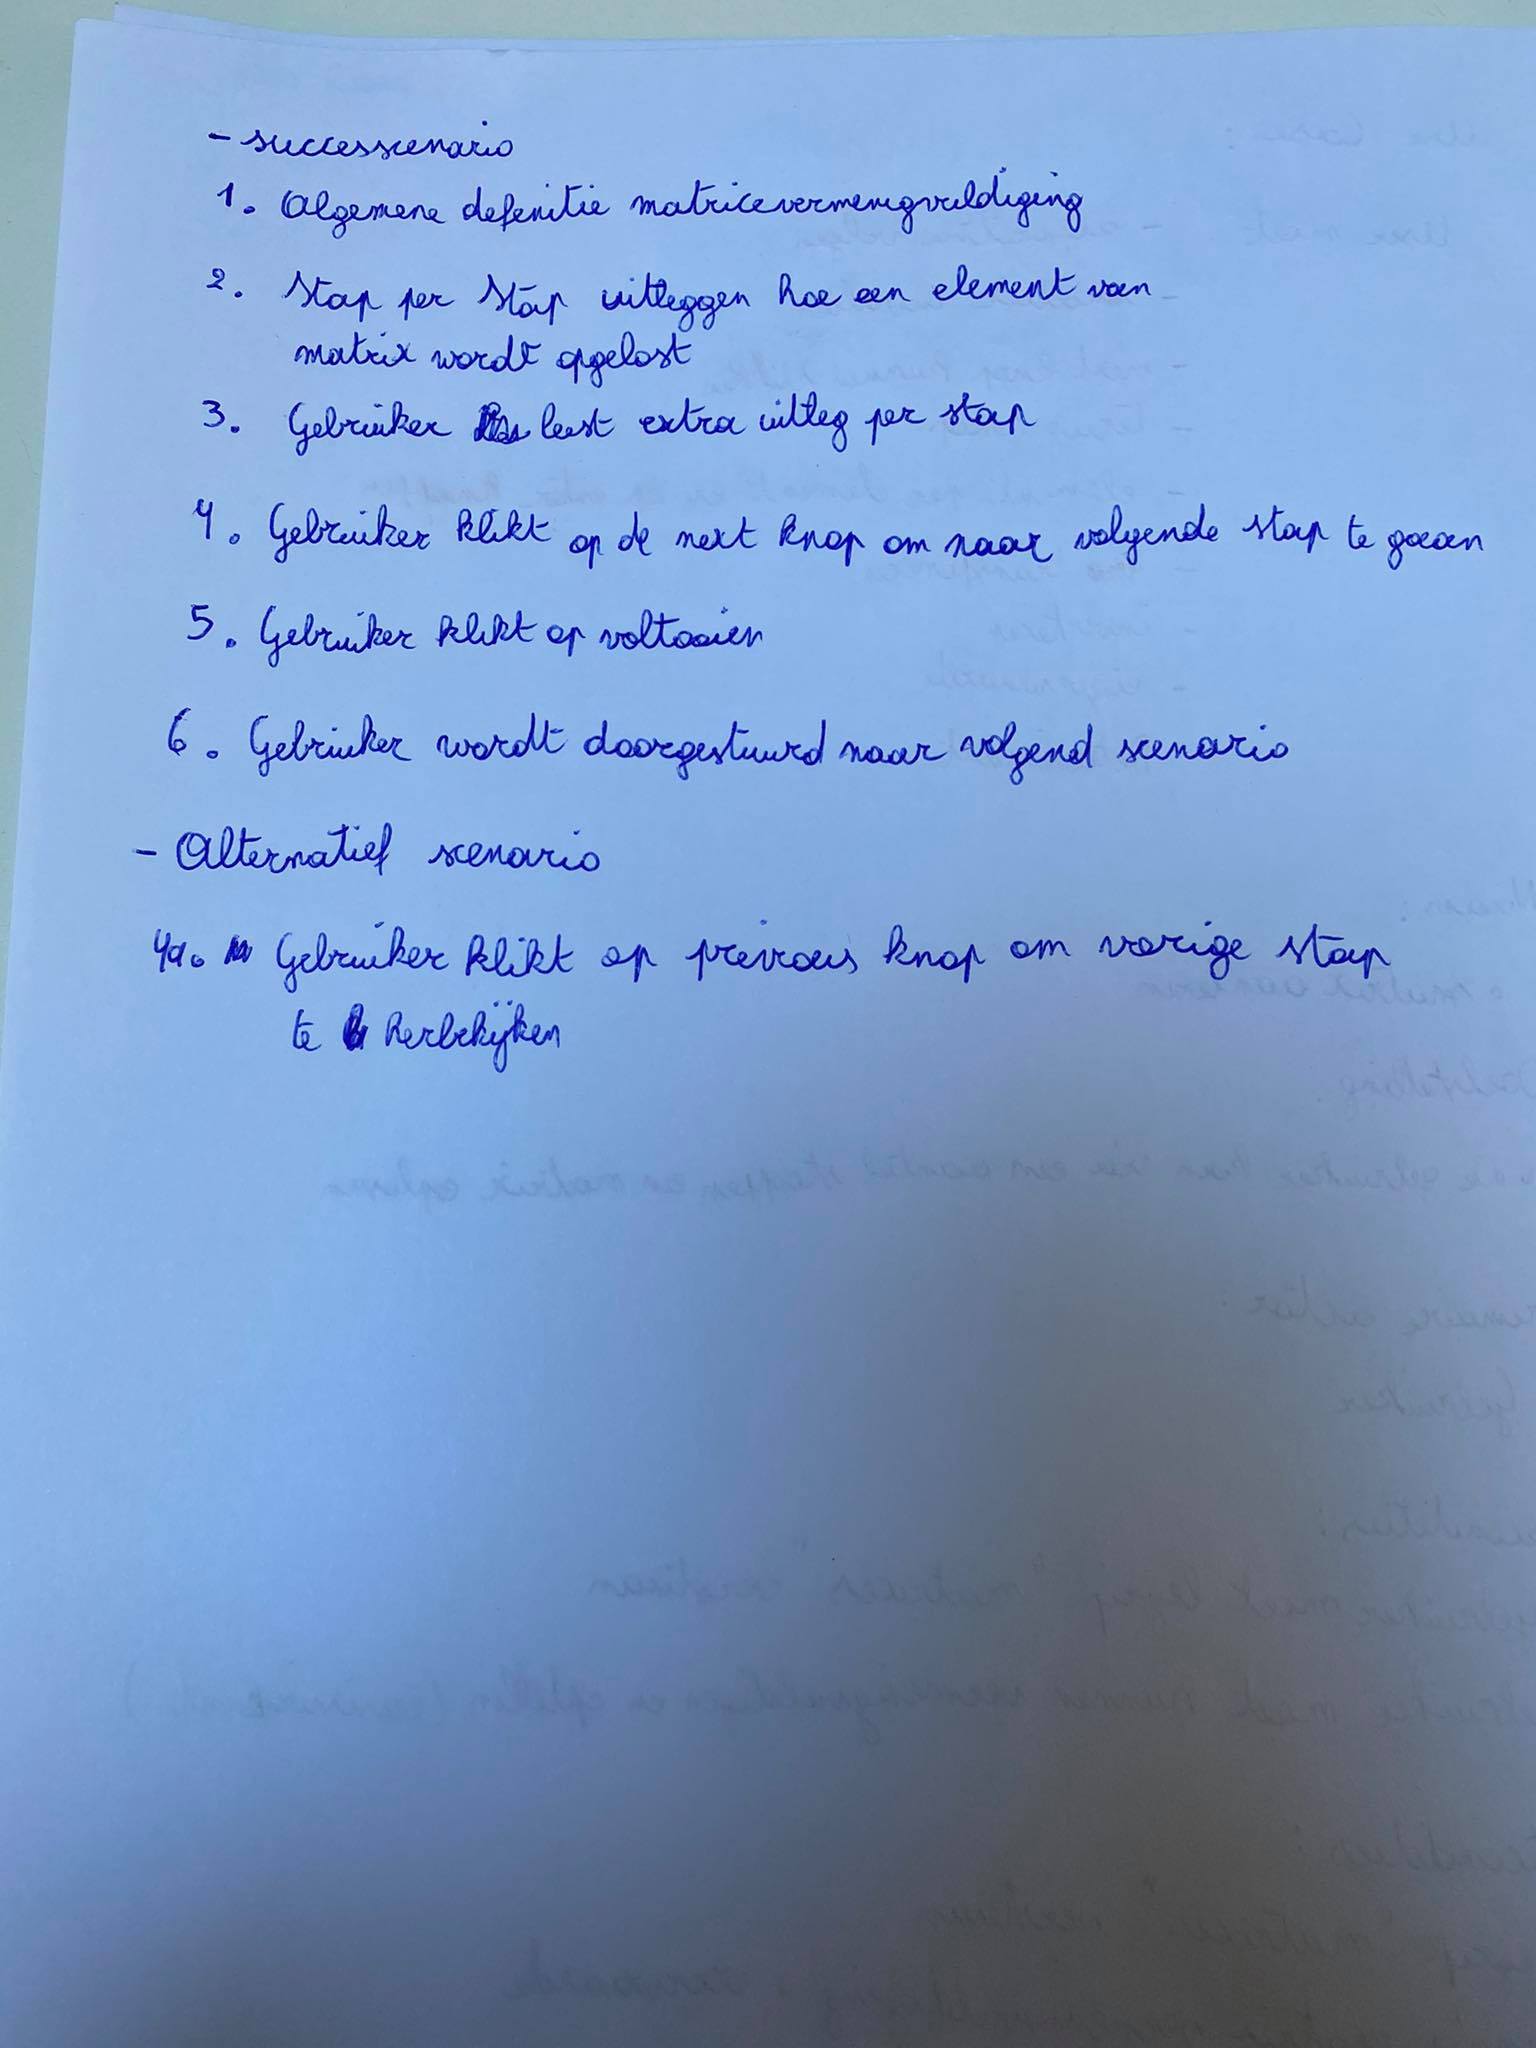 - successcenario
1. Algemene defenitie matricevermenigvuldiging
2. Stap per stap uitleggen hoe een element van
matrix wordt opgelost
3. Gebruiker leest extra uitleg per stap
4. Gebruiker klikt op de next knop om naar volgende stap te gaan
5. Gebruiker klikt op voltooien
6. Gebruiker wordt doorgestuurd naar volgend scenario
- Alternatief scenario
4a. Gebruiker klikt op previous knop om vorige stap
te herbekijken